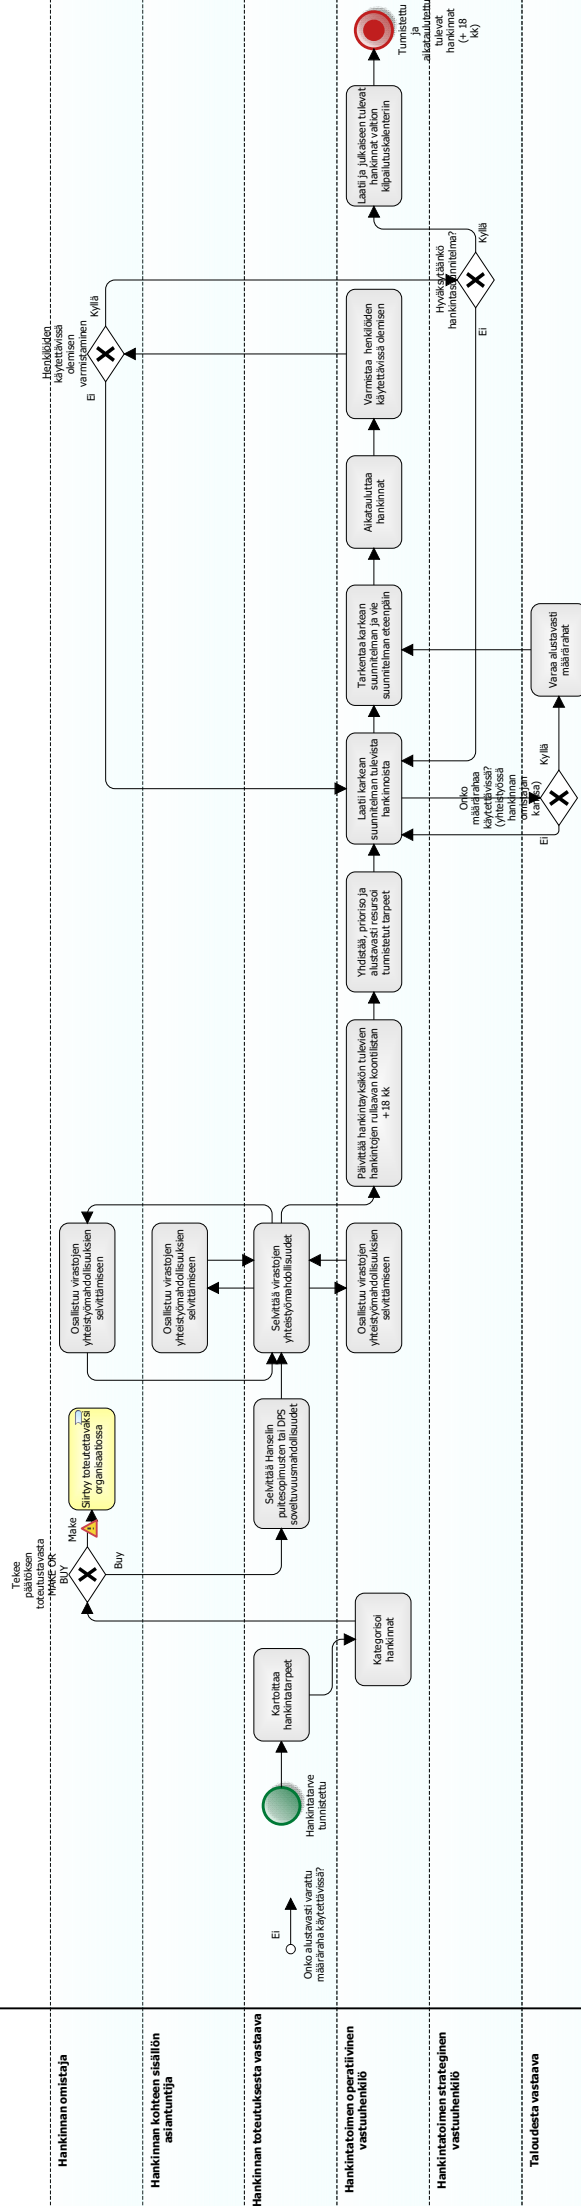 Hankinnan omistaja
Hankinnan kohteen sisällön
asiantuntija
Hankinnan toteutuksesta vastaava
Hankintatoimen operatiivinen
vastuuhenkilö
Hankintatoimen strateginen
vastuuhenkilö
Taloudesta vastaava
Ei
Onko alustavasti varattu
määräraha käytettävissä?
Hankintatarve
tunnistettu
Kartoittaa
hankintatarpeet
Kategorisoi
hankinnat
Tekee
päätöksen
toteutustavasta
MAKE OR
BUY
Make
Buy
Siirtyy toteutettavaksi
organisaatiossa
Selvittää Hanselin
puitesopimusten tai DPS
soveltuvuusmahdollisuudet
Osallistuu virastojen
yhteistyömahdollisuuksien
selvittämiseen
Osallistuu virastojen
yhteistyömahdollisuuksien
selvittämiseen
Selvittää virastojen
yhteistyömahdollisuudet
Osallistuu virastojen
yhteistyömahdollisuuksien
selvittämiseen
Päivittää hankintayksikön tulevien
hankintojen rullaavan koontilistan
+18 kk
Yhdistää, prioriso ja
alustavasti resursoi
tunnistetut tarpeet
Laatii karkean
suunnitelman tulevista
hankinnoista
Onko
määrärahaa
käytettävissä?
(yhteistyössä
hankinnan
omistajan
kanssa)
Ei
Kyllä
Varaa alustavasti
määrärahat
Tarkentaa karkean
suunnitelman ja vie
suunnitelman eteenpäin
Aikatauluttaa
hankinnat
Varmistaa henkilöiden
käytettävissä olemisen
Henkilöiden
käytettävissä
olemisen
varmistaminen
Ei
Kyllä
Hyväksytäänkö
hankintasuunnitelma?
Ei
Kyllä
Laatii ja julkaiseen tulevat
hankinnat valtion
kilpailutuskalenteriin
Tunnistettu
ja
aikataulutettu
tulevat
hankinnat
(+ 18
kk)